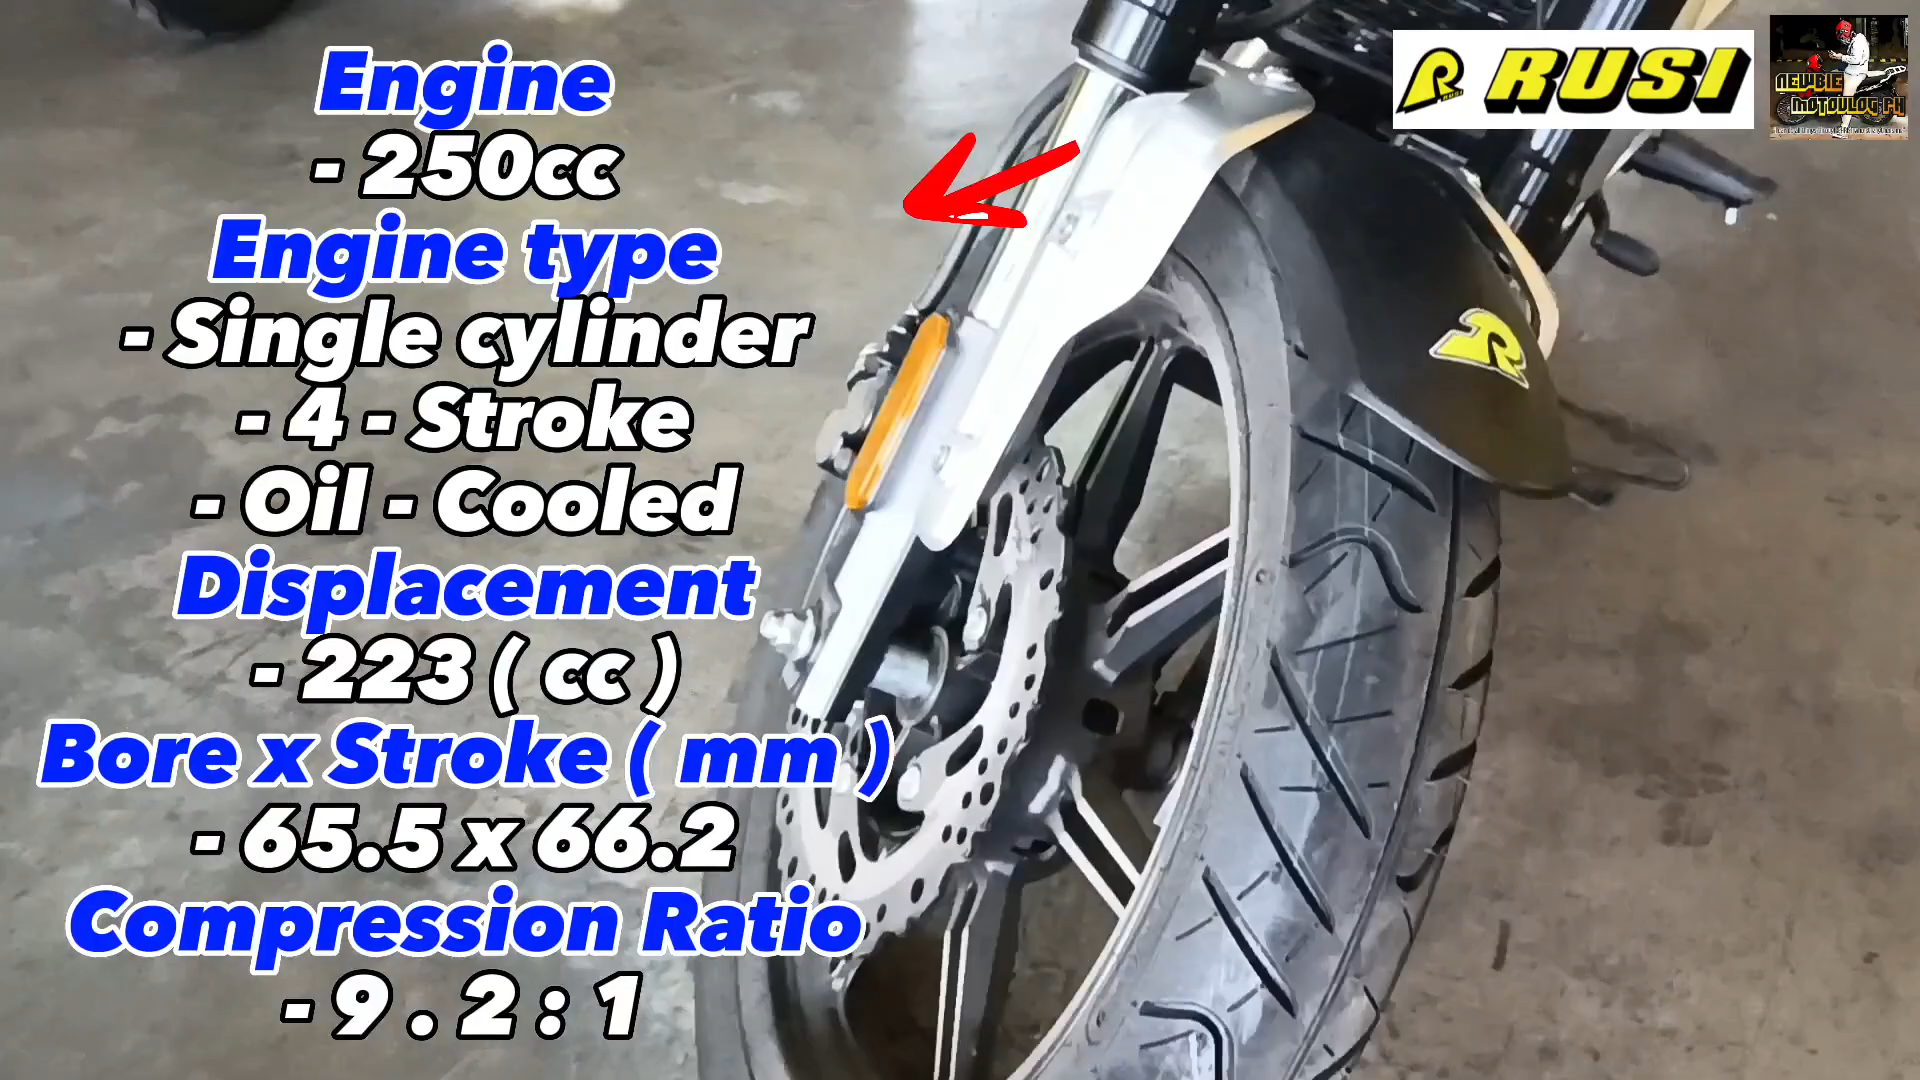 Engine
- 250cc
Engine type
- Single cylinder
- 4 - Stroke
- Oil - Cooled
Displacement
- 223 ( cc )
Bore x Stroke ( mm )
- 65.5 x 66.2
Compression Ratio
- 9 . 2 : 1
R RUSI
NEWBIE
MOTOVLOG PH
R